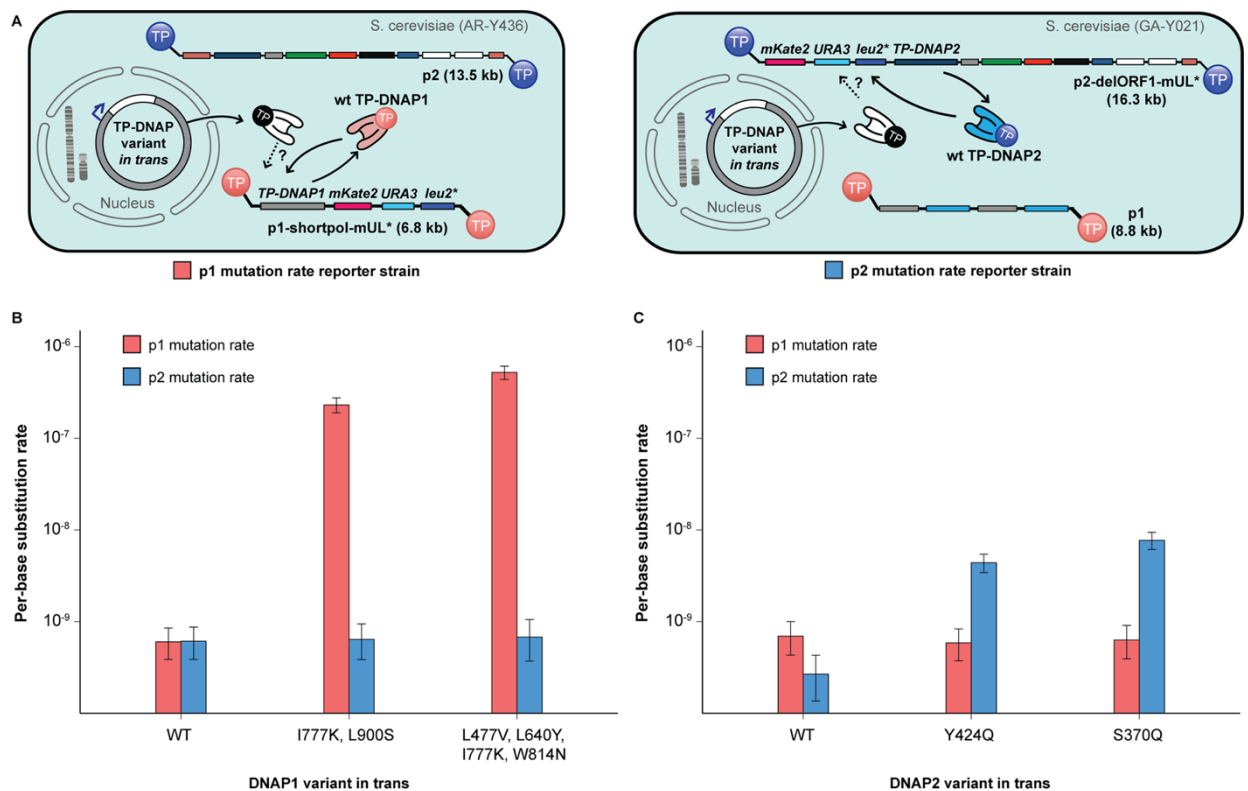 A
S. cerevisiae (AR-Y436)
TP
p2 (13.5 kb)
TP
wt TP-DNAP1
TP
TP
TP-DNAP
variant
in trans
?
TP
TP-DNAP1 mKate2 URA3 leu2*
Nucleus
p1-shortpol-mUL* (6.8 kb)
TP
p1 mutation rate reporter strain
S. cerevisiae (GA-Y021)
TP
mKate2 URA3 leu2* TP-DNAP2
TP
?
p2-delORF1-mUL*
(16.3 kb)
TP-DNAP
variant
in trans
TP
TP
wt TP-DNAP2
TP
p1
(8.8 kb)
TP
Nucleus
p2 mutation rate reporter strain
B
p1 mutation rate
p2 mutation rate
Per-base substitution rate
10-6
10-7
10-8
10-9
WT
I777K, L900S
L477V, L640Y,
I777K, W814N
DNAP1 variant in trans
C
p1 mutation rate
p2 mutation rate
Per-base substitution rate
10-6
10-7
10-8
10-9
WT
Y424Q
S370Q
DNAP2 variant in trans